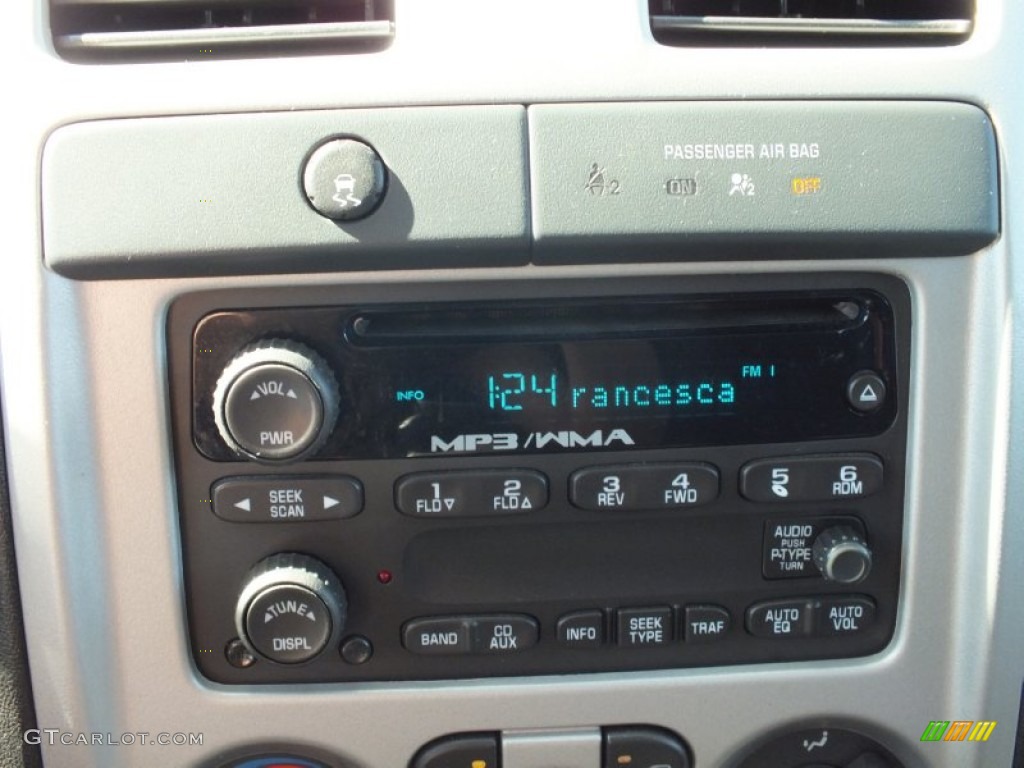 PASSENGER AIR BAG
2 ON 2 OFF
VOL
PWR
INFO 1:24 rancesca FM 1
MP3/WMA
SEEK
SCAN
1
FLD
2
FLD
3
REV
4
FWD
5
6
RDM
AUDIO
PUSH
P-TYPE
TURN
TUNE
DISPL
BAND
CD
AUX
INFO
SEEK
TYPE
TRAF
AUTO
EQ
AUTO
VOL
GTCARLOT.COM